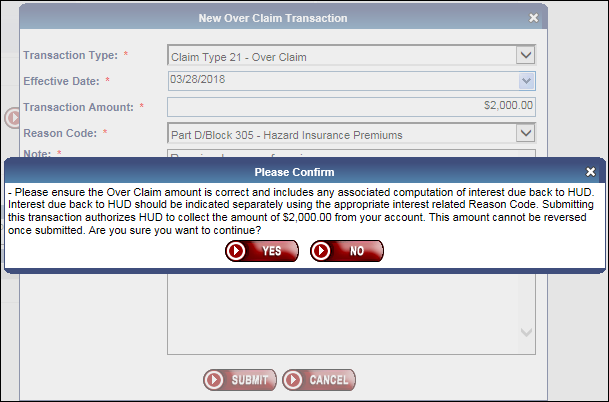 New Over Claim Transaction
Transaction Type: *
Claim Type 21 - Over Claim
Effective Date: *
03/28/2018
Transaction Amount: *
$2,000.00
Reason Code: *
Part D/Block 305 - Hazard Insurance Premiums
Note: *
Please Confirm
- Please ensure the Over Claim amount is correct and includes any associated computation of interest due back to HUD.
Interest due back to HUD should be indicated separately using the appropriate interest related Reason Code. Submitting
this transaction authorizes HUD to collect the amount of $2,000.00 from your account. This amount cannot be reversed
once submitted. Are you sure you want to continue?
YES
NO
SUBMIT
CANCEL